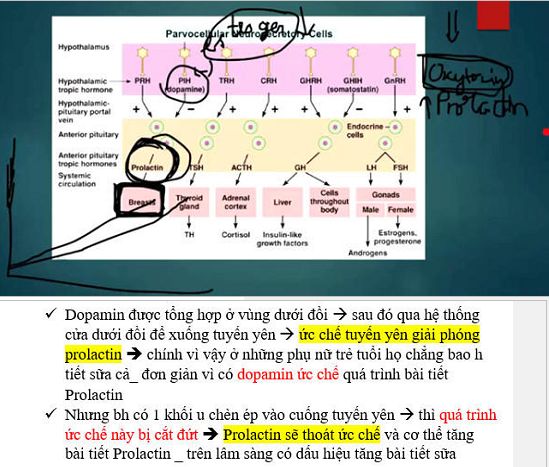 Parvocellular Neurosecretory Cells
Hypothalamus
Hypothalamic tropic hormone
PRH PIH (dopamine) TRH CRH GHRH GHIH (somatostatin) GnRH
Oxytocin
↑ Prolactin
Hypothalamic-pituitary portal vein
+ − + + + − +
Anterior pituitary
Endocrine cells
Anterior pituitary tropic hormones
Prolactin TSH ACTH GH LH FSH
Systemic circulation
Breasts Thyroid gland Adrenal cortex Liver Cells throughout body Gonads
Male Female
TH Cortisol Insulin-like growth factors Estrogens, progesterone
Androgens
✓ Dopamin được tổng hợp ở vùng dưới đồi → sau đó qua hệ thống
cửa dưới đồi để xuống tuyến yên → ức chế tuyến yên giải phóng
prolactin → chính vì vậy ở những phụ nữ trẻ tuổi họ chẳng bao h
tiết sữa cả_ đơn giản vì có dopamin ức chế quá trình bài tiết
Prolactin
✓ Nhưng bh có 1 khối u chèn ép vào cuống tuyến yên → thì quá trình
ức chế này bị cắt đứt → Prolactin sẽ thoát ức chế và cơ thể tăng
bài tiết Prolactin _ trên lâm sàng có dấu hiệu tăng bài tiết sữa